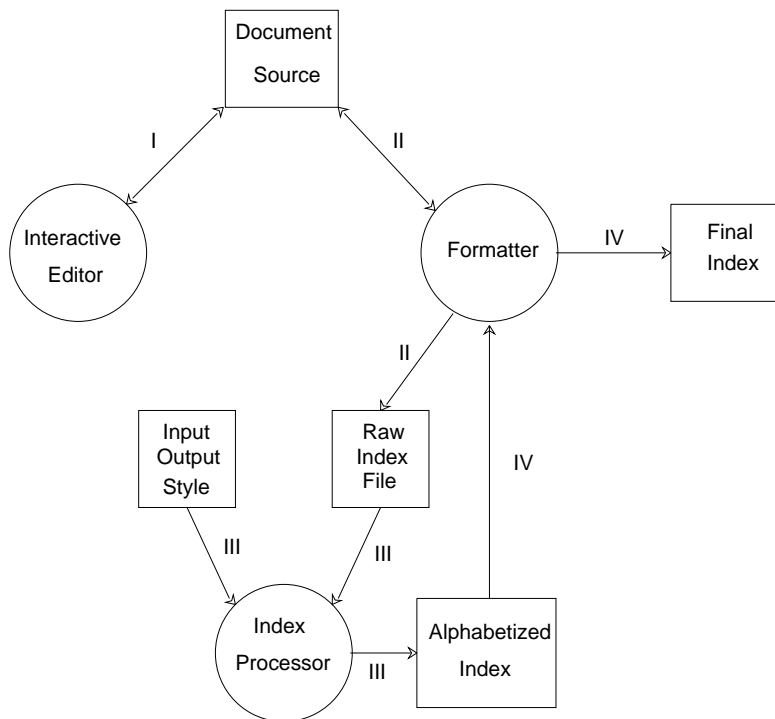 Document
Source
I
II
Interactive
Editor
Formatter
IV
Final
Index
II
Input
Output
Style
Raw
Index
File
IV
III
III
Index
Processor
III
Alphabetized
Index